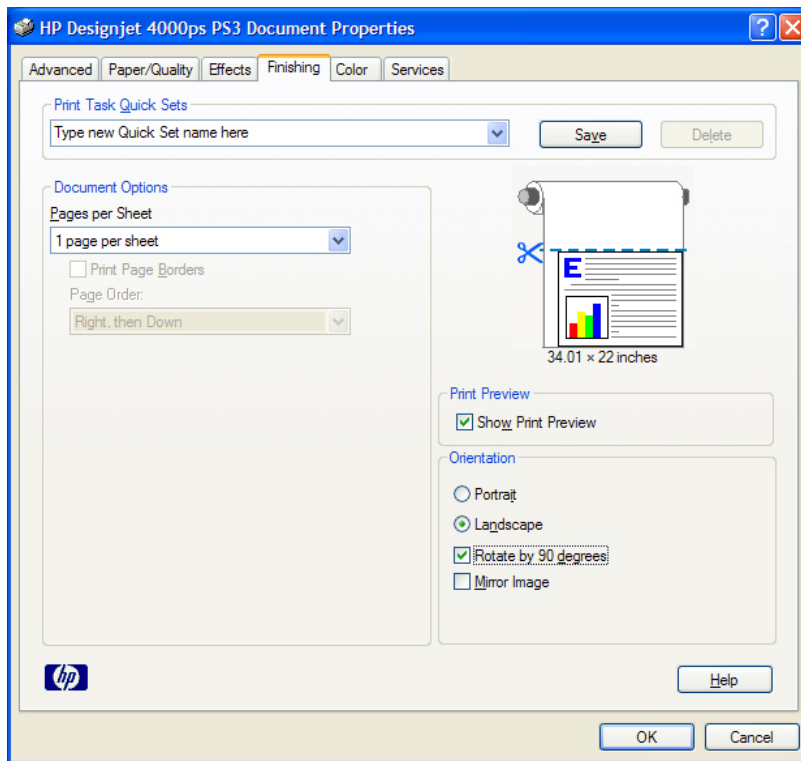 HP Designjet 4000ps PS3 Document Properties
Advanced Paper/Quality Effects Finishing Color Services
Print Task Quick Sets
Type new Quick Set name here Save Delete
Document Options
Pages per Sheet
1 page per sheet
Print Page Borders
Page Order:
Right, then Down
E
34.01 × 22 inches
Print Preview
Show Print Preview
Orientation
Portrait
Landscape
Rotate by 90 degrees
Mirror Image
hp
Help
OK Cancel